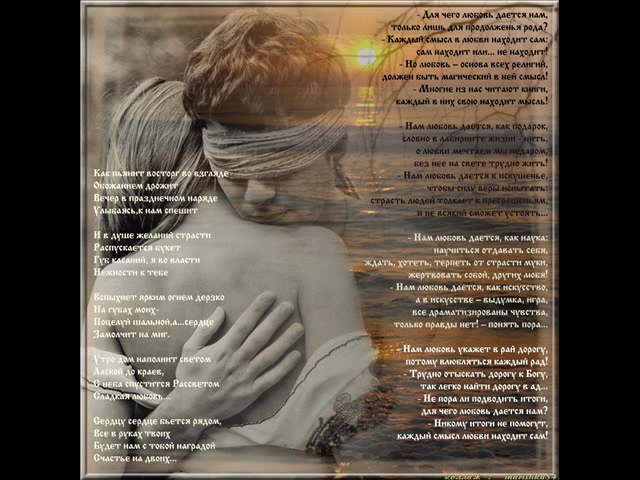 Как пьянит восторг во взгляде
Обожанием дрожит
Вечер в праздничном наряде
Улыбаясь,к нам спешит
И в душе желаний страсти
Распускается букет
Губ касаний, я во власти
Нежности к тебе
Вспыхнет ярким огнем дерзко
На губах моих-
Поцелуй шальной,а...сердце
Замолчит на миг.
Утро дом наполнит светом
Лаской до краев,
С неба спустится Рассветом
Сладкая любовь...
Сердцу сердце бьется рядом,
Все в руках твоих
Будет нам с тобой наградой
Счастье на двоих...
- Для чего любовь дается нам,
только лишь для продолженья рода?
- Каждый смысл в любви находит сам:
сам находит или... не находит!
- Но любовь – основа всех религий,
должен быть магический в ней смысл!
- Многие из нас читают книги,
каждый в них свою находит мысль!
- Нам любовь дается, как подарок,
словно в лабиринте жизни - нить,
о любви мечтаем мы недаром,
без нее на свете трудно жить!
- Нам любовь дается в искушенье,
чтобы силу веры испытать:
страсть людей толкает к прегрешеньям,
и не всякий сможет устоять...
- Нам любовь дается, как наука:
научиться отдавать себя,
ждать, хотеть, терпеть от страсти муки,
жертвовать собой, других любя!
- Нам любовь дается, как искусство,
а в искусстве – выдумка, игра,
все драматизированы чувства,
только правды нет! – понять пора...
- Нам любовь укажет в рай дорогу,
потому влюбляться каждый рад!
- Трудно отыскать дорогу к Богу,
так легко найти дорогу в ад...
- Не пора ли подводить итоги,
для чего любовь дается нам?
- Никому итоги не помогут,
каждый смысл любви находит сам!
коллаж : marishka54